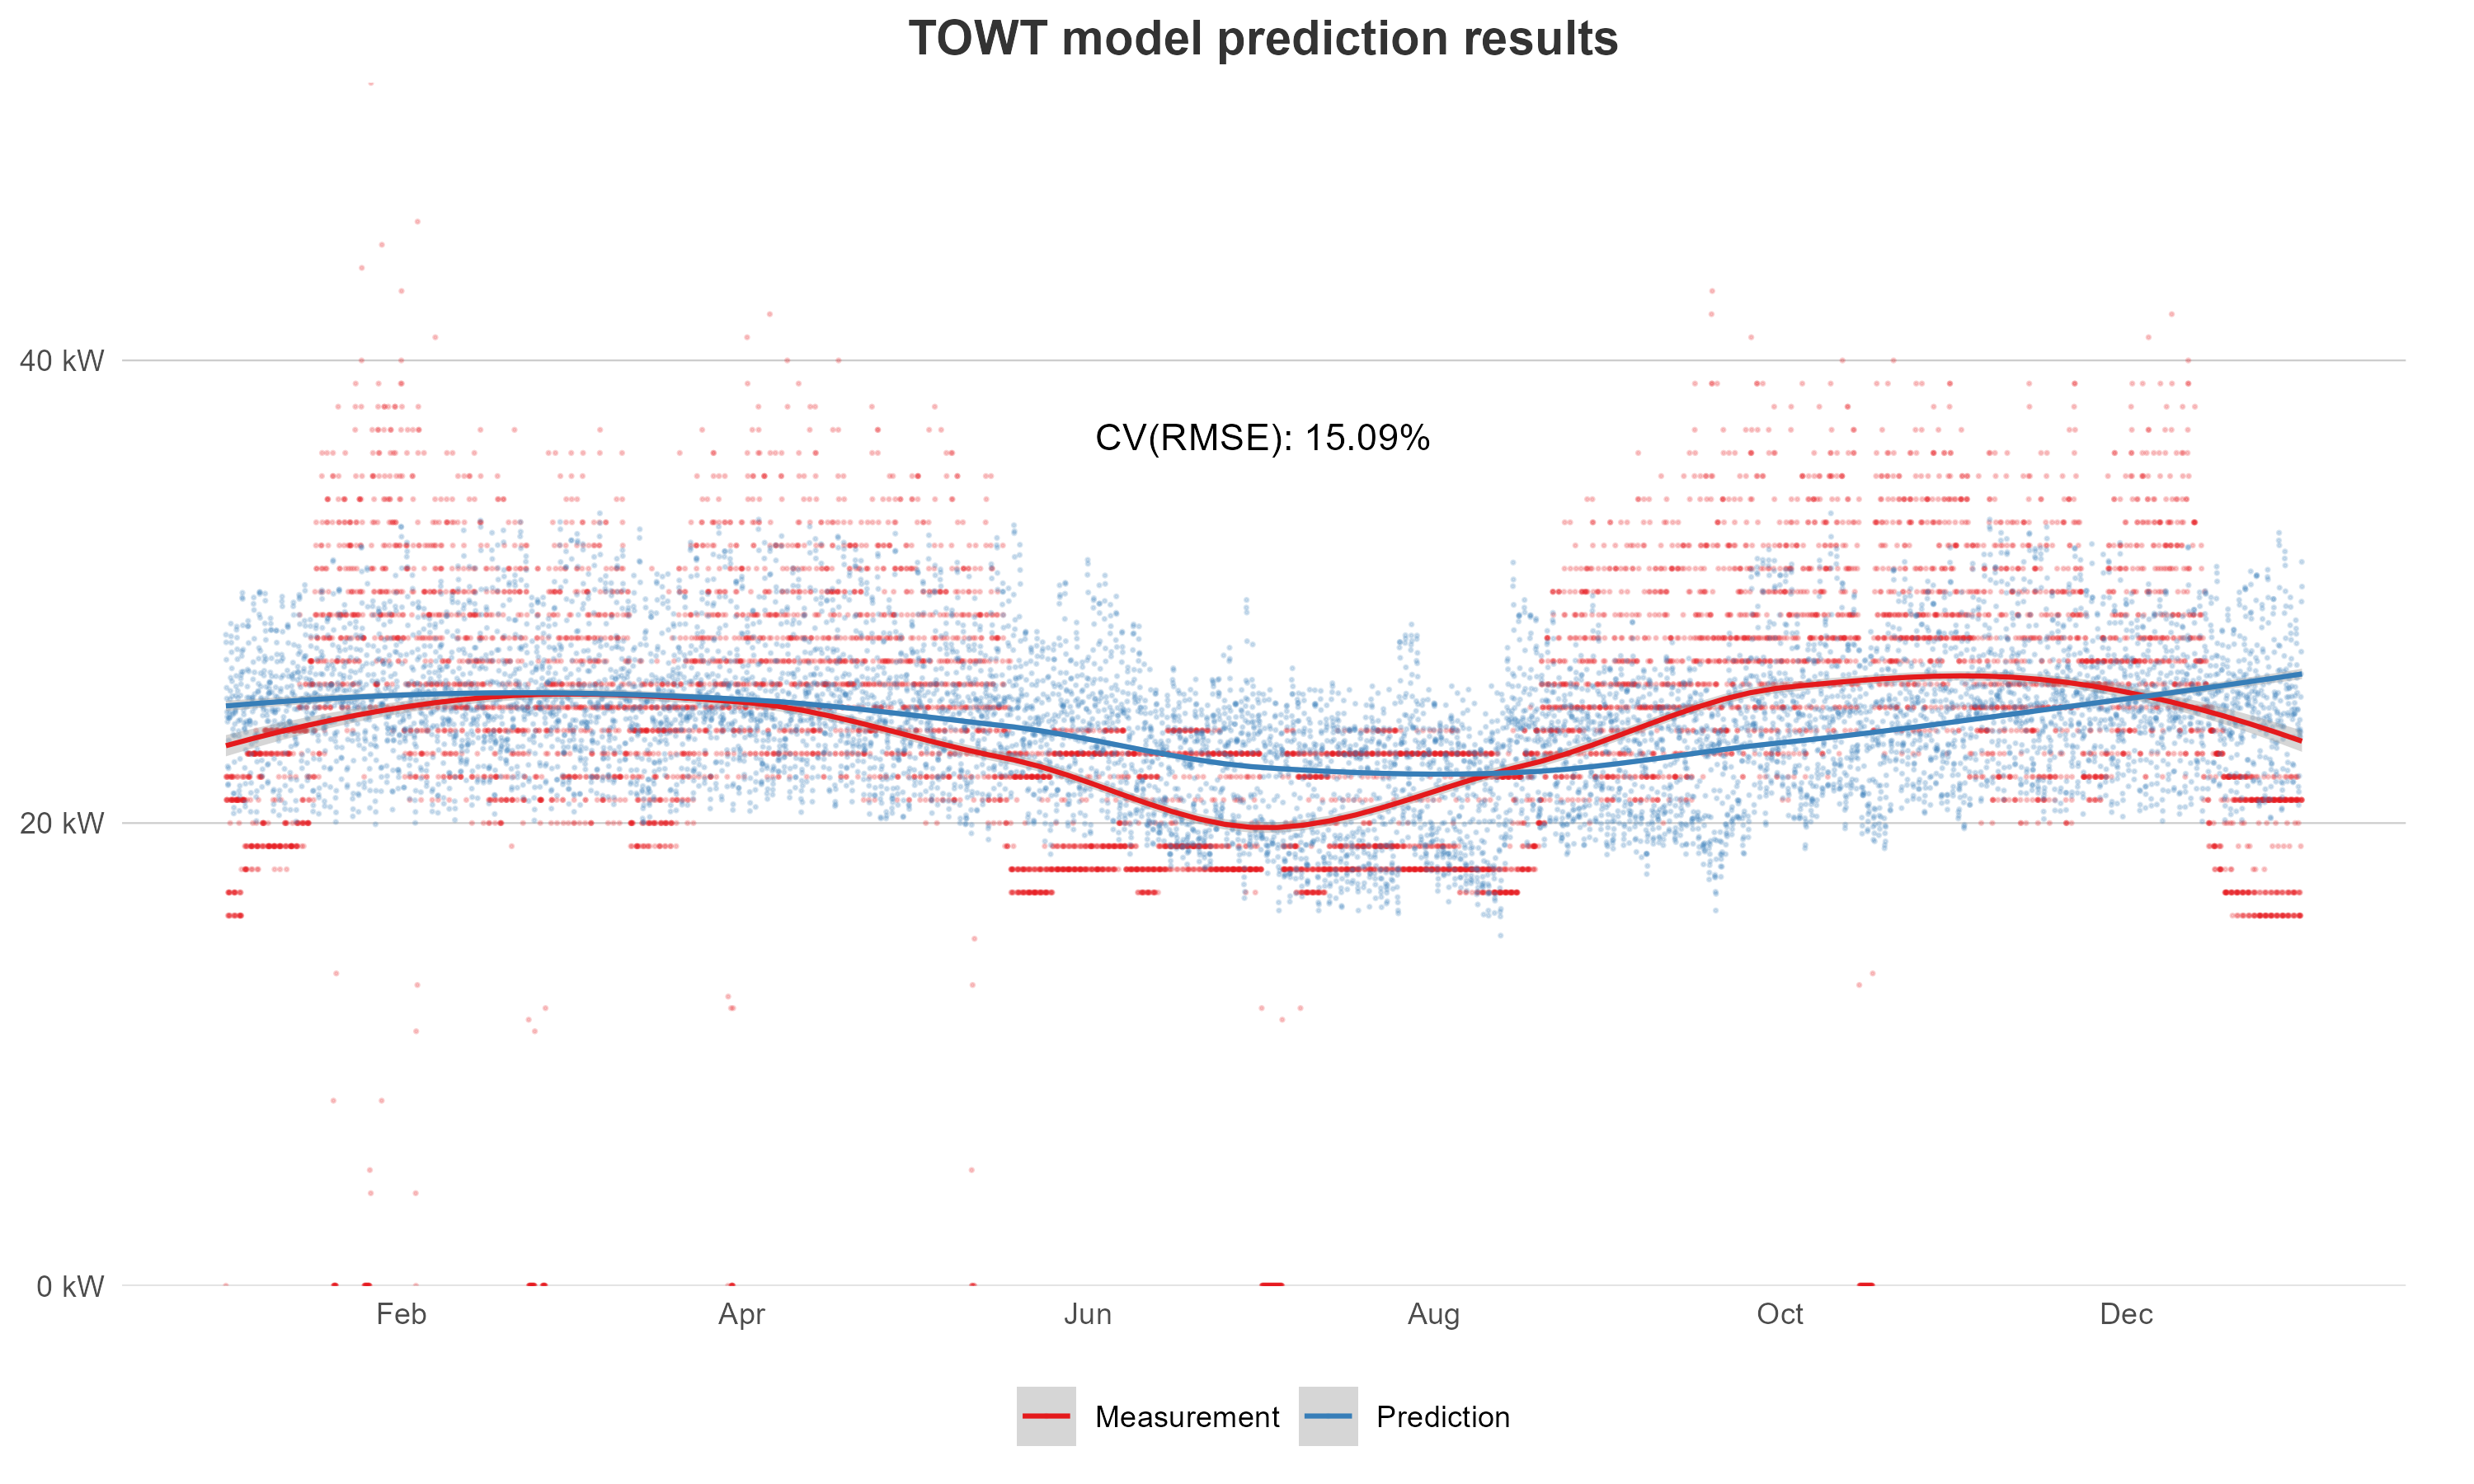 TOWT model prediction results
40 kW
CV(RMSE): 15.09%
20 kW
0 kW
Feb Apr Jun Aug Oct Dec
Measurement Prediction